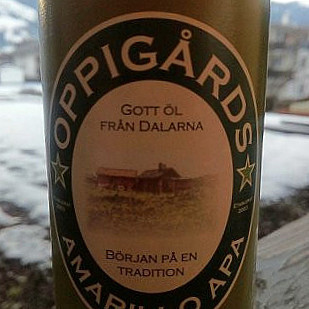 OPPIGÅRDS
GOTT ÖL
FRÅN DALARNA
BÖRJAN PÅ EN
TRADITION
AMARILLO APA